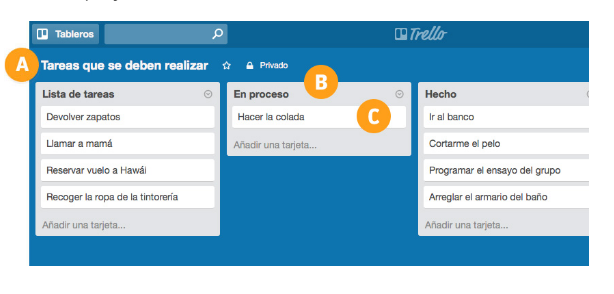 Tableros
Trello
A
Tareas que se deben realizar
Privado
B
Lista de tareas
Devolver zapatos
Llamar a mamá
Reservar vuelo a Hawái
Recoger la ropa de la tintorería
Añadir una tarjeta...
En proceso
Hacer la colada
C
Añadir una tarjeta...
Hecho
Ir al banco
Cortarme el pelo
Programar el ensayo del grupo
Arreglar el armario del baño
Añadir una tarjeta...